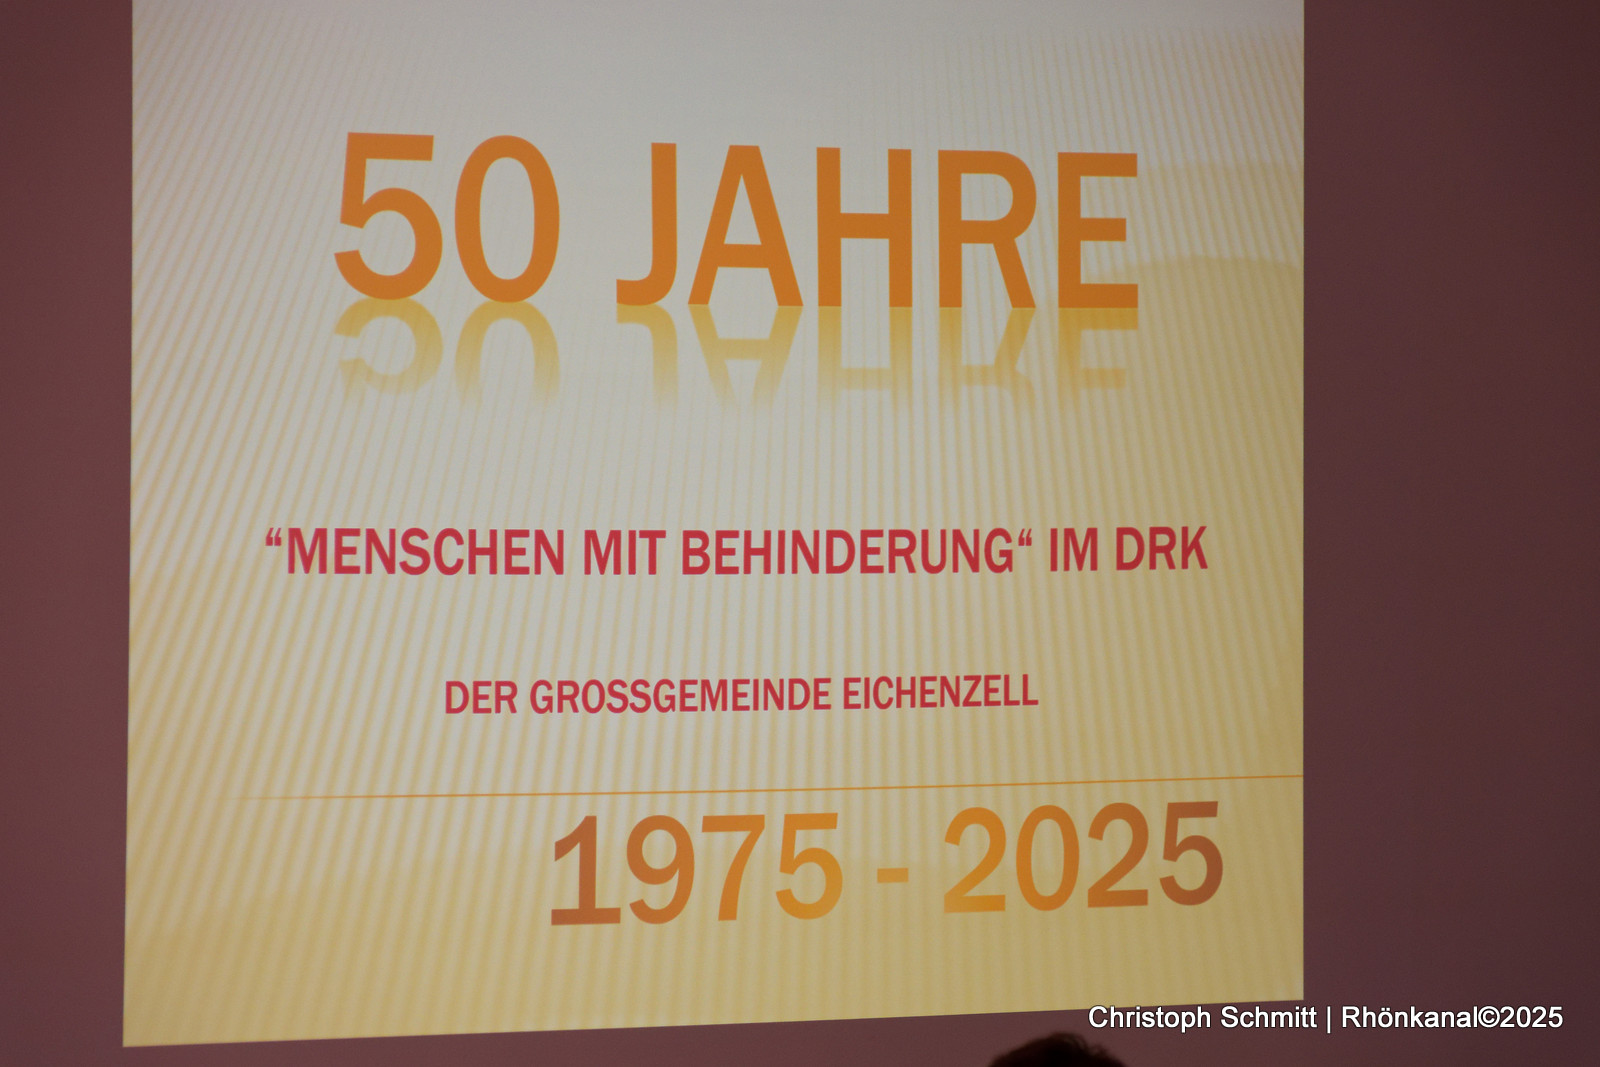 50 JAHRE
“MENSCHEN MIT BEHINDERUNG“ IM DRK
DER GROSSGEMEINDE EICHENZELL
1975 - 2025
Christoph Schmitt | Rhönkanal©2025